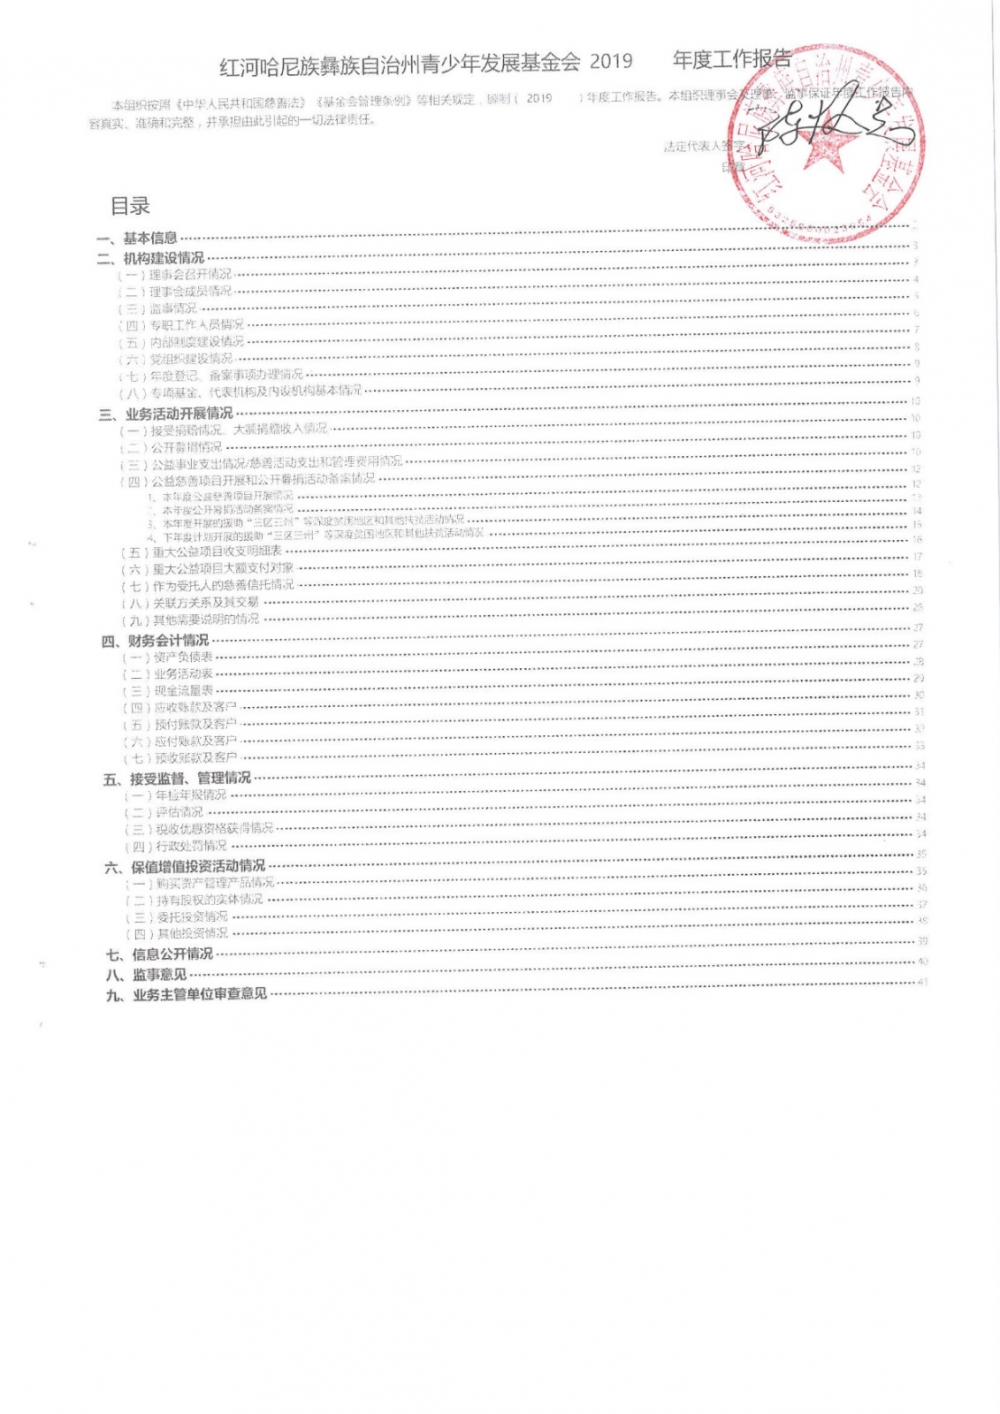 红河哈尼族彝族自治州青少年发展基金会 2019 年度工作报告
本组织按照《中华人民共和国慈善法》《基金会管理条例》等相关规定，编制（ 2019 ）年度工作报告。本组织理事会及理事、监事保证年度工作报告内
容真实、准确和完整，并承担由此引起的一切法律责任。
法定代表人签字
印章
目录
一、基本信息
二、机构建设情况 3
（一）理事会召开情况 3
（二）理事会成员情况 4
（三）监事情况 5
（四）专职工作人员情况 6
（五）内部制度建设情况 7
（六）党组织建设情况 8
（七）年度登记、备案事项办理情况 9
（八）专项基金、代表机构及内设机构基本情况 9
三、业务活动开展情况 10
（一）接受捐赠情况、大额捐赠收入情况 10
（二）公开募捐情况 10
（三）公益事业支出情况/慈善活动支出和管理费用情况 10
（四）公益慈善项目开展和公开募捐活动备案情况 12
1、本年度公益慈善项目开展情况 12
2、本年度公开募捐活动备案情况 13
3、本年度开展的援助“三区三州”等深度贫困地区和其他扶贫活动情况 14
4、下年度计划开展的援助“三区三州”等深度贫困地区和其他扶贫活动情况 15
（五）重大公益项目收支明细表 16
（六）重大公益项目大额支付对象 17
（七）作为受托人的慈善信托情况 18
（八）关联方关系及其交易 20
（九）其他需要说明的情况
四、财务会计情况 27
（一）资产负债表 27
（二）业务活动表 28
（三）现金流量表 29
（四）应收账款及客户 30
（五）预付账款及客户 31
（六）应付账款及客户 32
（七）预收账款及客户 33
五、接受监督、管理情况 34
（一）年检年报情况 34
（二）评估情况 34
（三）税收优惠资格获得情况 34
（四）行政处罚情况 34
六、保值增值投资活动情况 35
（一）购买资产管理产品情况 35
（二）持有股权的实体情况 36
（三）委托投资情况 37
（四）其他投资情况 38
七、信息公开情况 39
八、监事意见 40
九、业务主管单位审查意见 41
红河哈尼族彝族自治州青少年发展基金会